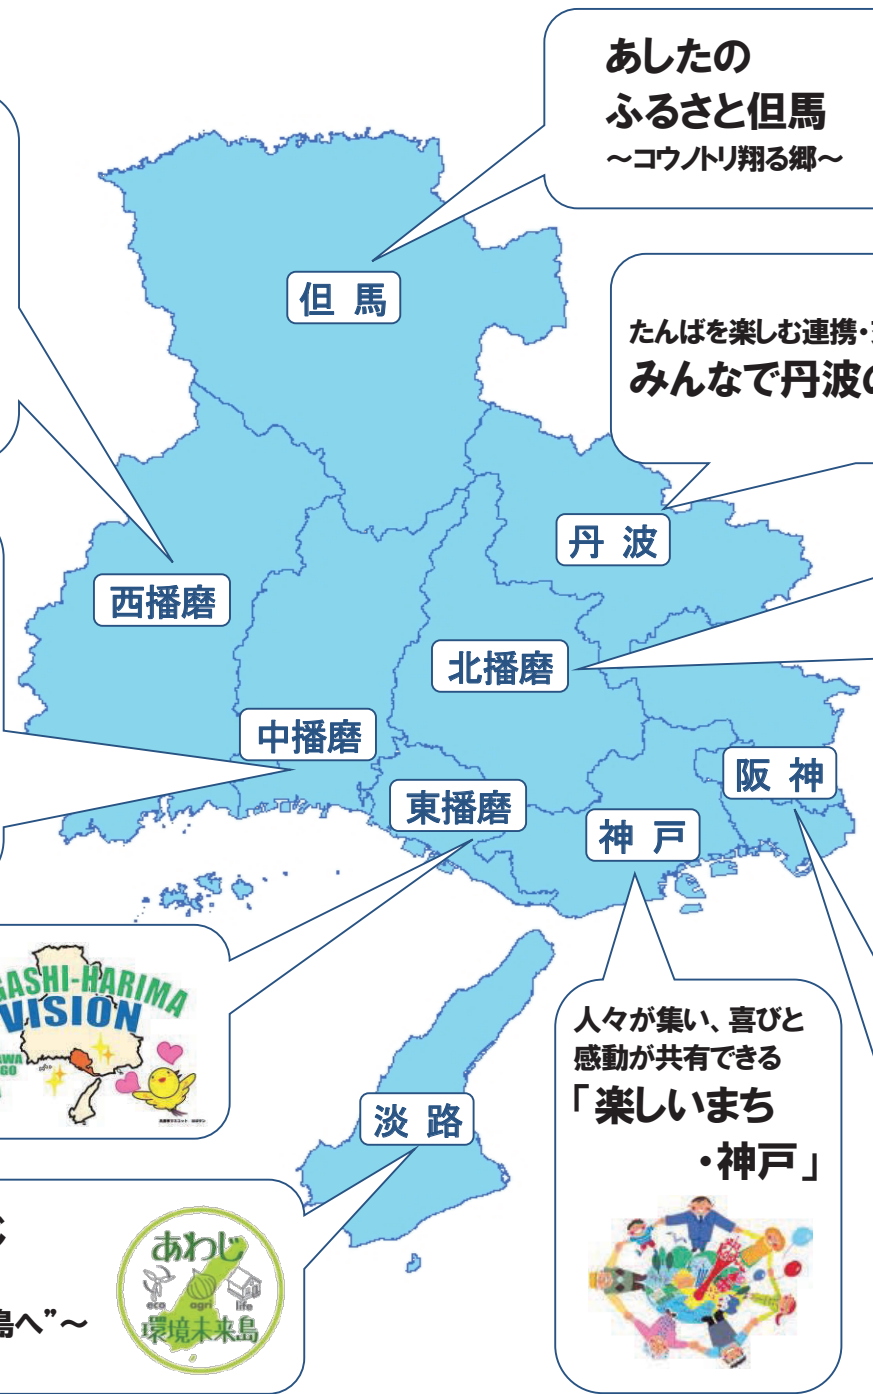 あしたの
ふるさと但馬
～コウノトリ翔る郷～
たんばを楽しむ連携・
みんなで丹波の
但馬
丹波
西播磨
北播磨
中播磨
阪神
東播磨
神戸
淡路
GASHI-HARIMA
VISION
人々が集い、喜びと
感動が共有できる
「楽しいまち
・神戸」
島へ”～
あわじ
eco agri life
環境未来島